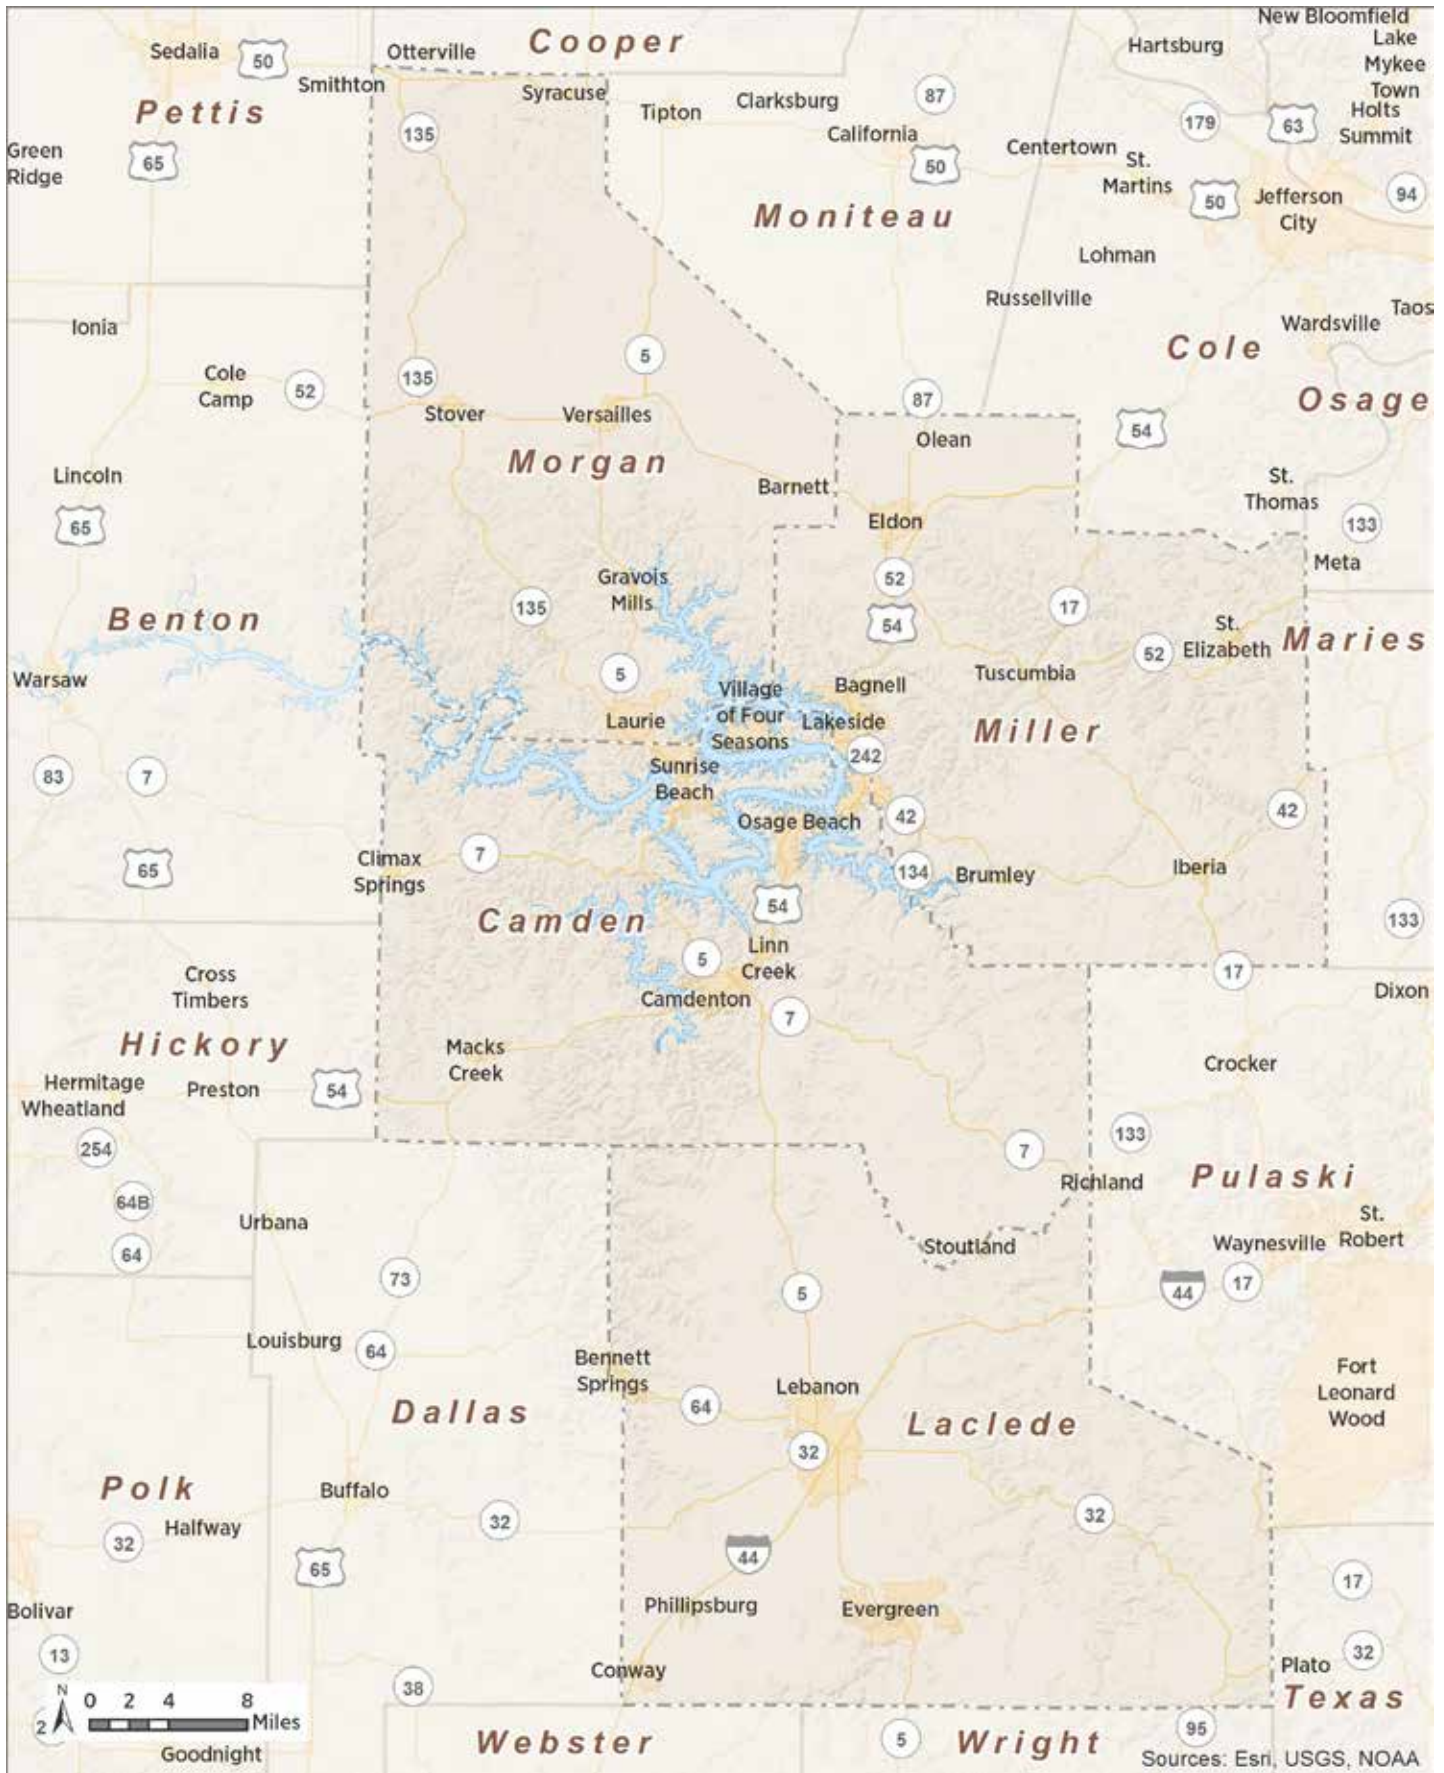 New Bloomfield
Cooper
Hartsburg
Lake
Mykee
Town
Sedalia
50
Otterville
Smithton
Syracuse
Tipton
Clarksburg
87
Holts
Summit
Pettis
135
California
179
63
Green
Ridge
65
50
Centertown
St.
Martins
50
Jefferson
City
94
Moniteau
Lohman
Russellville
Ionia
Wardsville
Taos
Cole
5
Cole
Camp
52
135
87
Osage
Stover
Versailles
54
Olean
Morgan
Lincoln
Barnett
St.
Thomas
65
Eldon
133
Meta
Gravois
Mills
52
Benton
135
54
17
St.
Elizabeth
52
Maries
Warsaw
5
Tuscumbia
Village
of Four
Seasons
Bagnell
Laurie
Lakeside
Miller
242
Sunrise
Beach
83
7
Osage Beach
42
42
Climax
Springs
7
65
134
Brumley
Iberia
Camden
54
133
5
Linn
Creek
17
Cross
Timbers
Camdenton
7
Dixon
Hickory
Macks
Creek
Crocker
Hermitage
Wheatland
Preston
54
254
133
7
Richland
Pulaski
64B
Urbana
64
Stoutland
Waynesville
St.
Robert
73
5
44
17
Louisburg
64
Bennett
Springs
Lebanon
Fort
Leonard
Wood
64
Dallas
Laclede
32
Polk
Buffalo
Halfway
32
32
32
65
44
17
Bolivar
Phillipsburg
Evergreen
13
32
Conway
Plato
38
Texas
N
0 2 4 8
Miles
2
Goodnight
Webster
5
Wright
95
Sources: Esri, USGS, NOAA